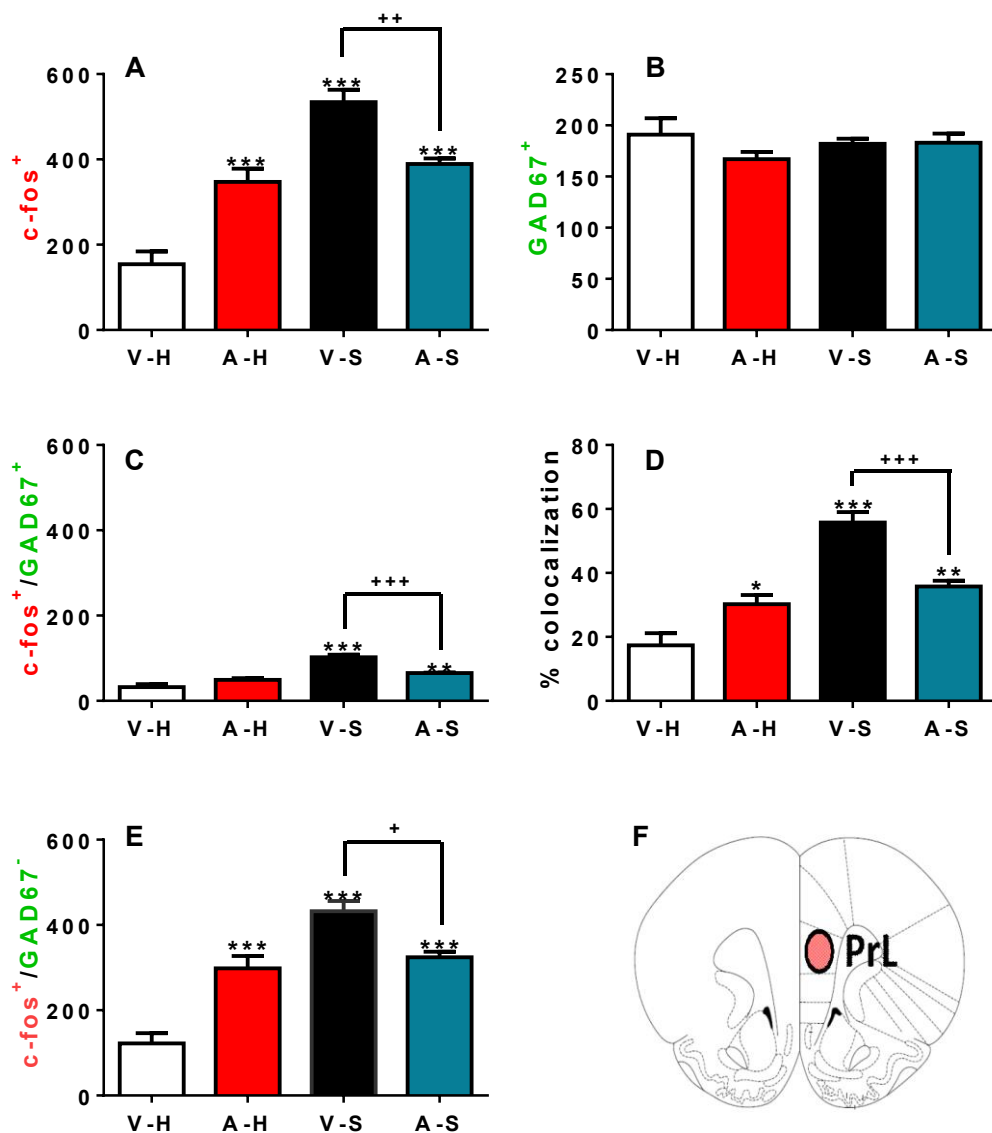 A
c-fos⁺
600
400
200
0
***
***
***
++
V-H A-H V-S A-S
B
GAD67⁺
250
200
150
100
50
0
V-H A-H V-S A-S
C
c-fos⁺/GAD67⁺
600
400
200
0
***
**
+++
V-H A-H V-S A-S
D
% colocalization
80
60
40
20
0
*
***
**
+++
V-H A-H V-S A-S
E
c-fos⁺/GAD67⁻
600
400
200
0
***
***
***
+
V-H A-H V-S A-S
F
PrL